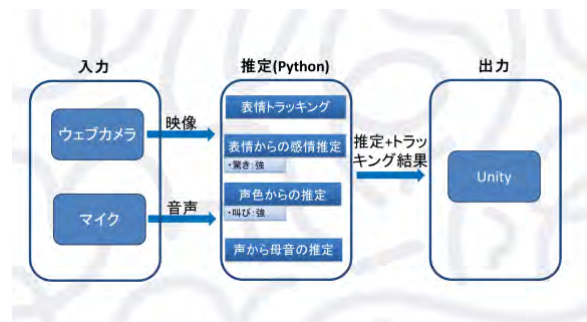 入力
推定(Python)
出力
ウェブカメラ
映像
マイク
音声
表情トラッキング
表情からの感情推定
・驚き：強
声色からの推定
・叫び：強
声から母音の推定
推定+トラッ
キング結果
Unity